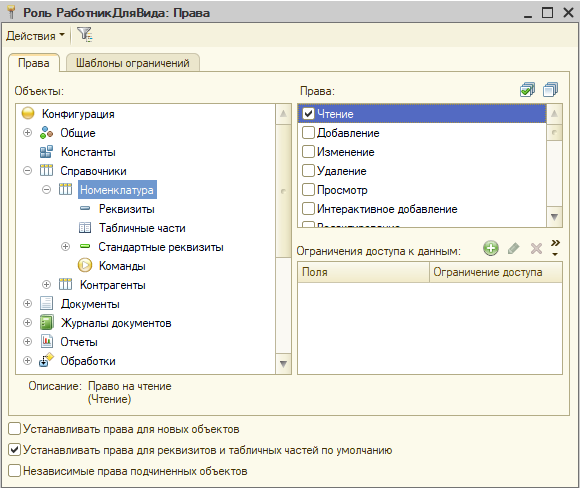 Роль РаботникДляВида: Права
Действия
Права
Шаблоны ограничений
Объекты:
Конфигурация
Общие
Константы
Справочники
Номенклатура
Реквизиты
Табличные части
Стандартные реквизиты
Команды
Контрагенты
Документы
Журналы документов
Отчеты
Обработки
Права:
Чтение
Добавление
Изменение
Удаление
Просмотр
Интерактивное добавление
Ограничения доступа к данным:
Поля
Ограничение доступа
Описание: Право на чтение
(Чтение)
Устанавливать права для новых объектов
Устанавливать права для реквизитов и табличных частей по умолчанию
Независимые права подчиненных объектов